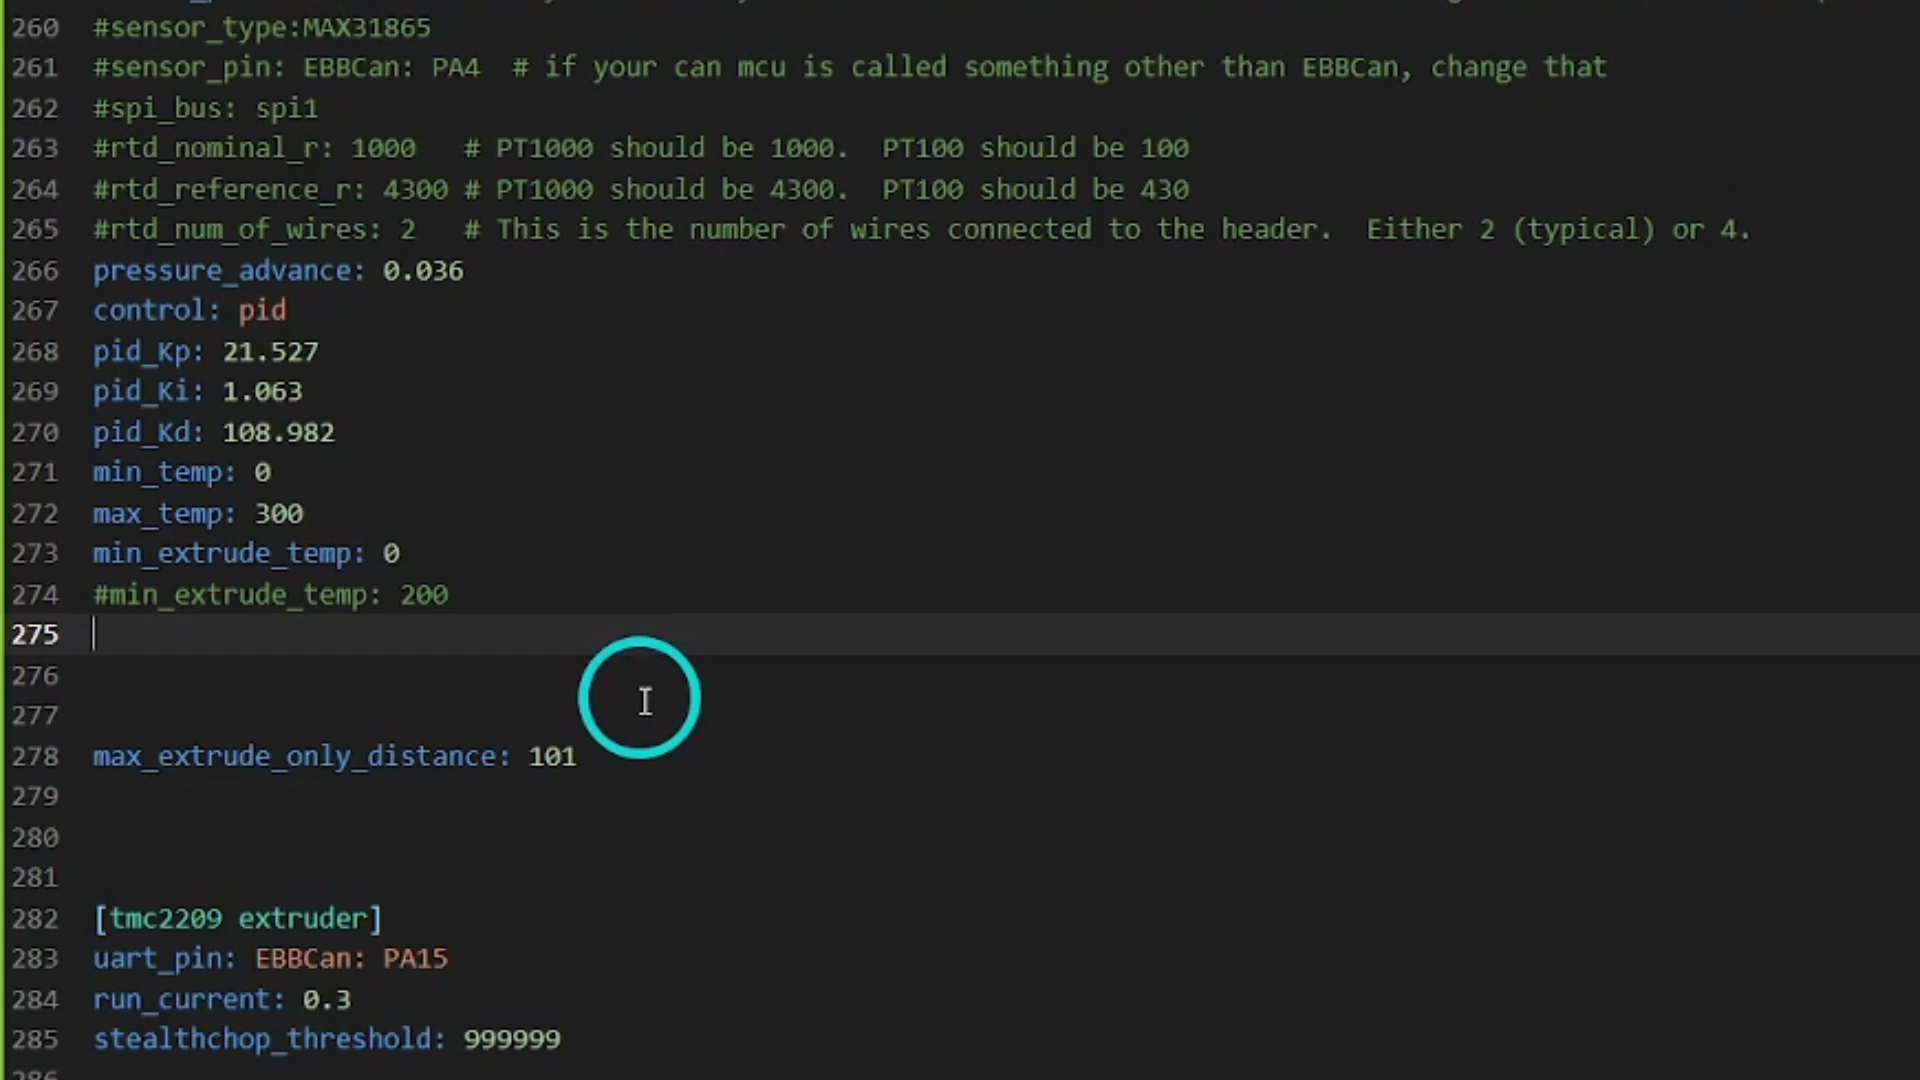 260 #sensor_type:MAX31865
261 #sensor_pin: EBBCan: PA4 # if your can mcu is called something other than EBBCan, change that
262 #spi_bus: spi1
263 #rtd_nominal_r: 1000 # PT1000 should be 1000. PT100 should be 100
264 #rtd_reference_r: 4300 # PT1000 should be 4300. PT100 should be 430
265 #rtd_num_of_wires: 2 # This is the number of wires connected to the header. Either 2 (typical) or 4.
266 pressure_advance: 0.036
267 control: pid
268 pid_Kp: 21.527
269 pid_Ki: 1.063
270 pid_Kd: 108.982
271 min_temp: 0
272 max_temp: 300
273 min_extrude_temp: 0
274 #min_extrude_temp: 200
275
276
277
278 max_extrude_only_distance: 101
279
280
281
282 [tmc2209 extruder]
283 uart_pin: EBBCan: PA15
284 run_current: 0.3
285 stealthchop_threshold: 999999
286